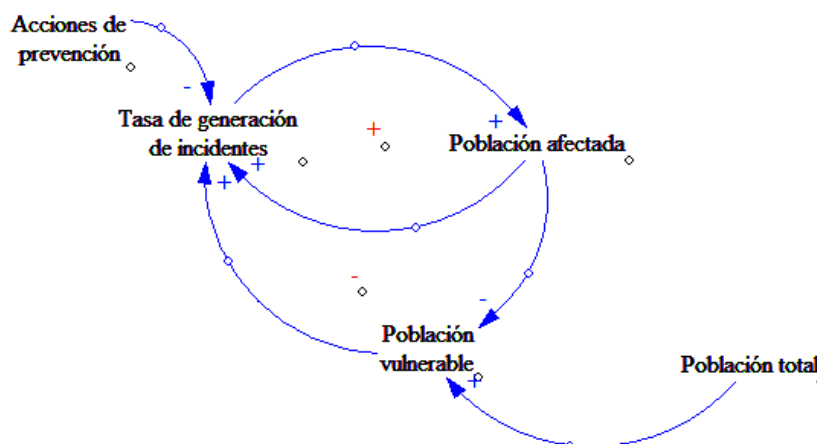 Acciones de
prevención
-
Tasa de generación
de incidentes
+
+
+
+
Población afectada
-
-
Población
vulnerable
+
Población total